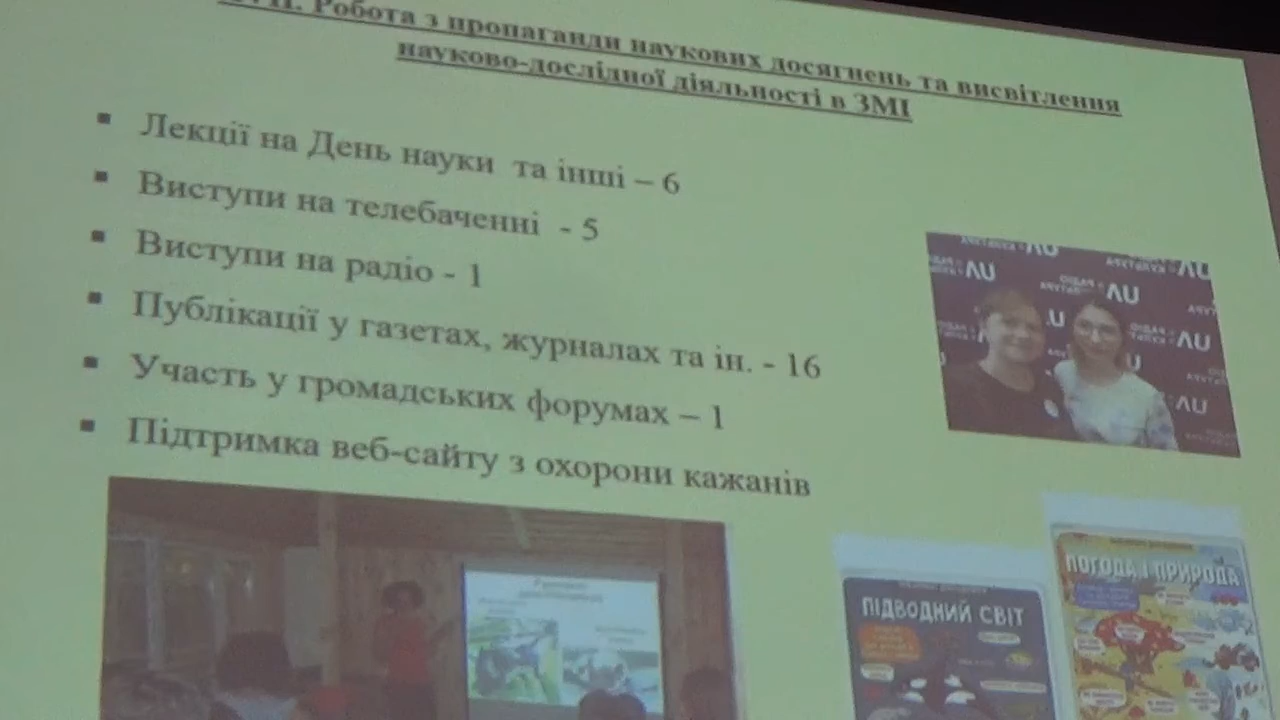 Робота з пропаганди наукових досягнень та висвітлення
науково-дослідної діяльності в ЗМІ
▪ Лекції на День науки та інші – 6
▪ Виступи на телебаченні - 5
▪ Виступи на радіо - 1
▪ Публікації у газетах, журналах та ін. - 16
▪ Участь у громадських форумах – 1
▪ Підтримка веб-сайту з охорони кажанів
ПІДВОДНИЙ СВІТ
ПОГОДА І ПРИРОДА